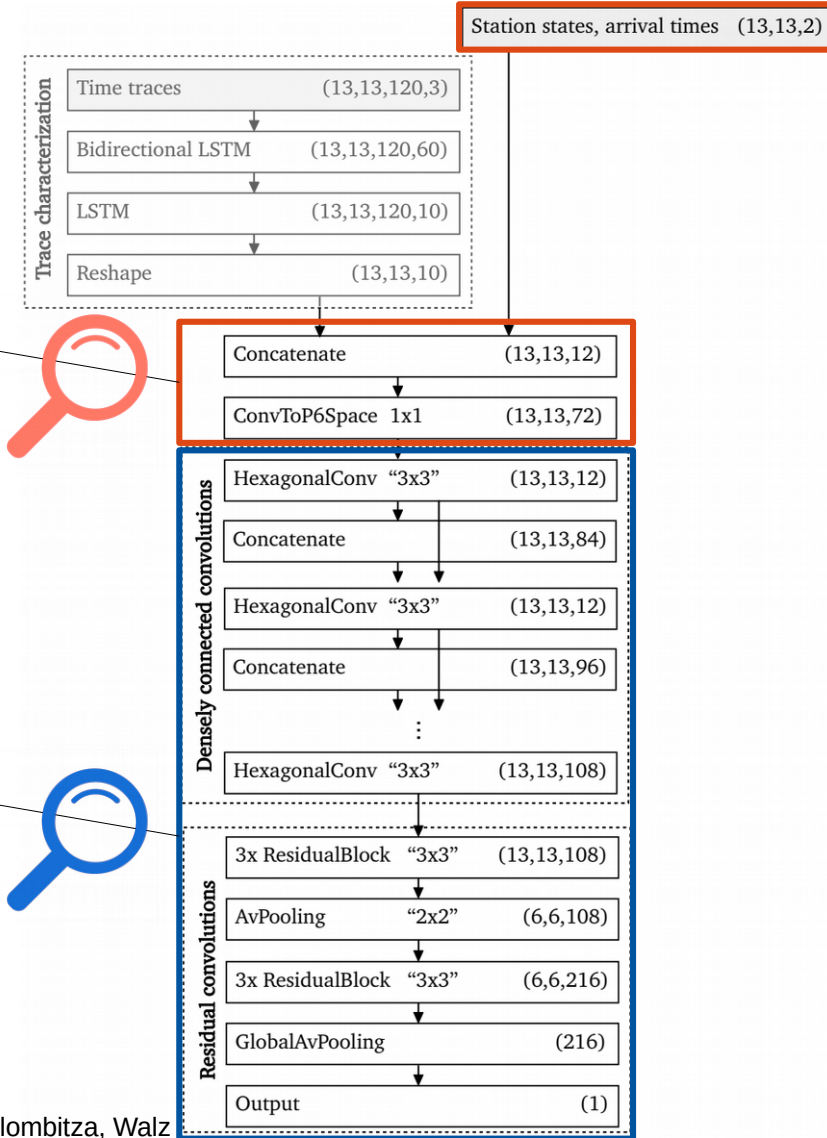 Station states, arrival times (13,13,2)
Trace characterization
Time traces (13,13,120,3)
Bidirectional LSTM (13,13,120,60)
LSTM (13,13,120,10)
Reshape (13,13,10)
Concatenate (13,13,12)
ConvToP6Space 1x1 (13,13,72)
Densely connected convolutions
HexagonalConv “3x3” (13,13,12)
Concatenate (13,13,84)
HexagonalConv “3x3” (13,13,12)
Concatenate (13,13,96)
⋮
HexagonalConv “3x3” (13,13,108)
Residual convolutions
3x ResidualBlock “3x3” (13,13,108)
AvPooling “2x2” (6,6,108)
3x ResidualBlock “3x3” (6,6,216)
GlobalAvPooling (216)
Output (1)
lombitza, Walz